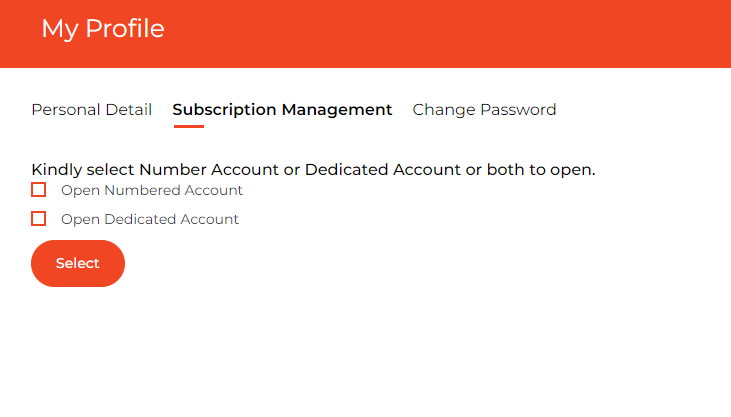 My Profile
Personal Detail Subscription Management Change Password
Kindly select Number Account or Dedicated Account or both to open.
Open Numbered Account
Open Dedicated Account
Select